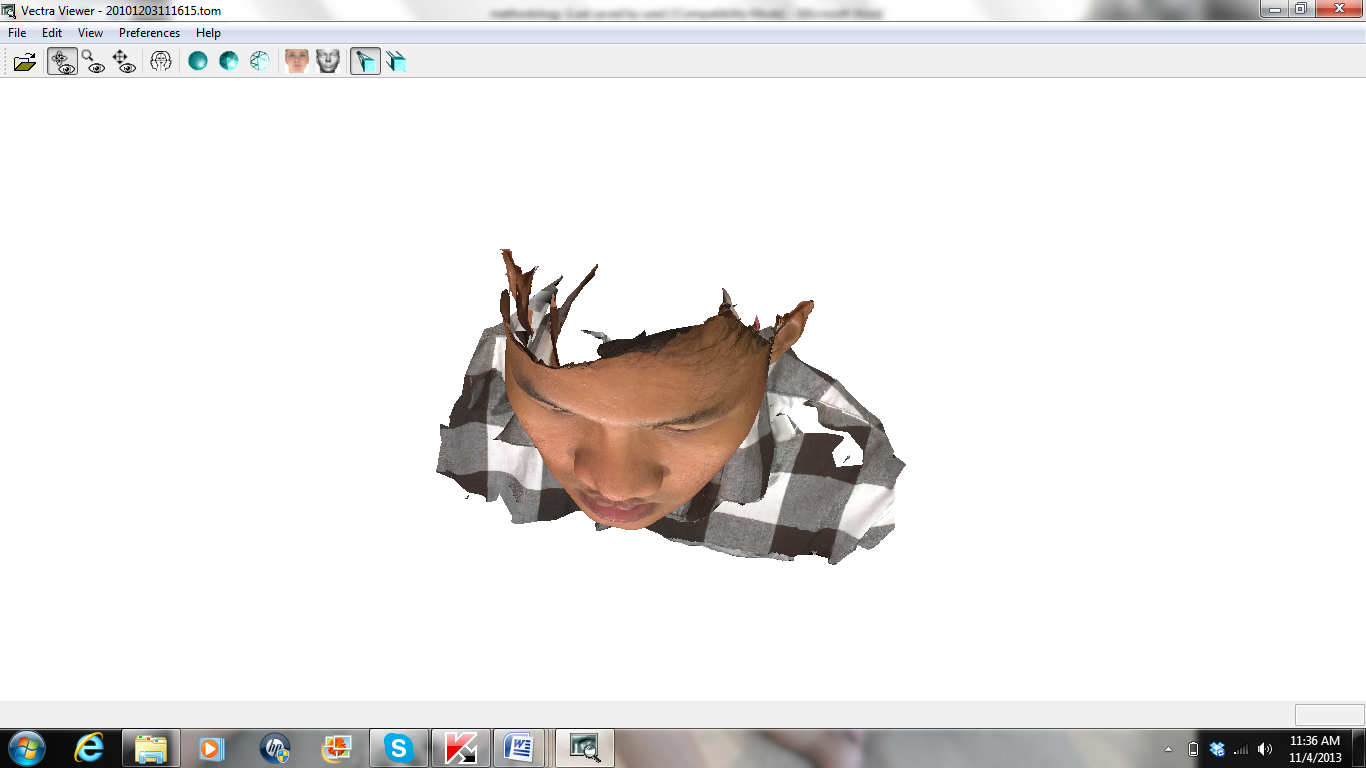 Vectra Viewer - 20101203111615.tom
File Edit View Preferences Help
11:36 AM
11/4/2013